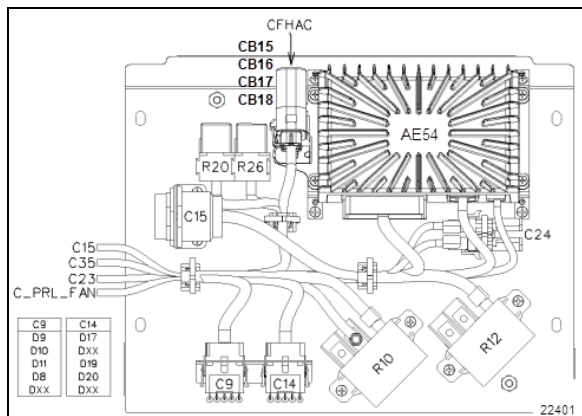 CFHAC
CB15
CB16
CB17
CB18
AE54
R20 R26
C15
C24
C15
C35
C23
C_PRL_FAN
C9 C14
D9 D17
D10 DXX
D11 D19
D8 D20
DXX DXX
C9 C14
R10
R12
22401